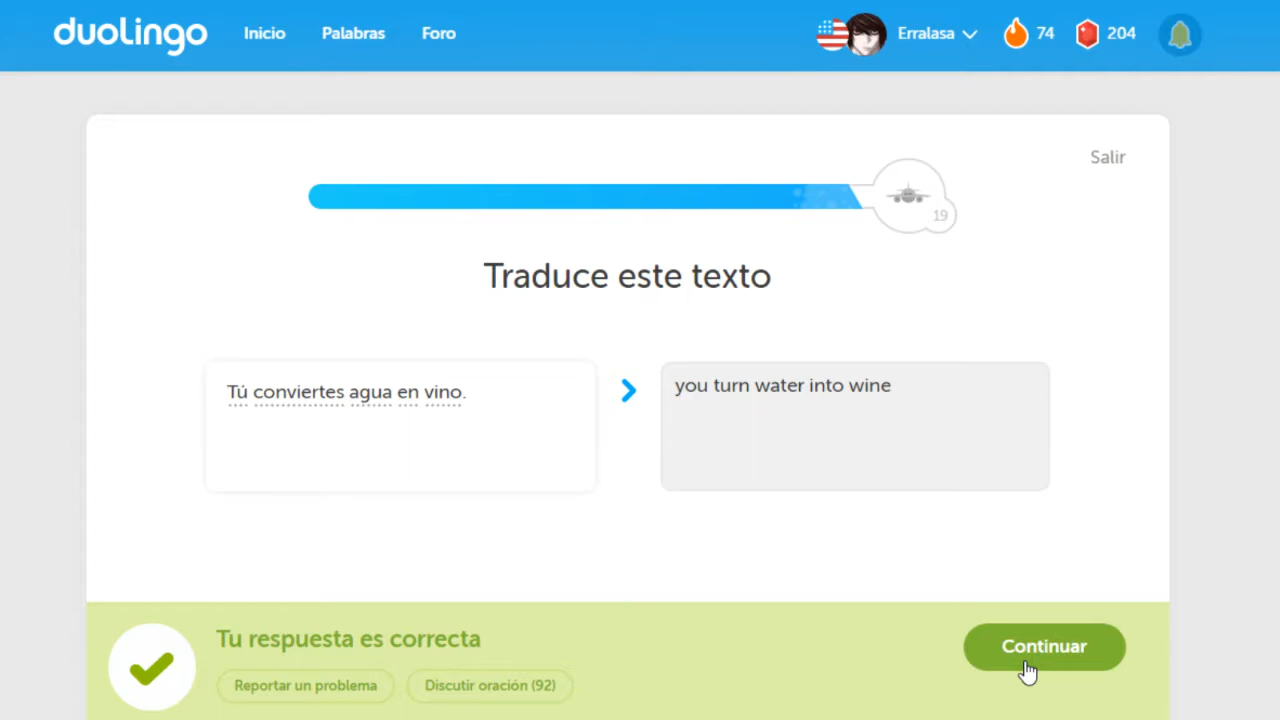 duolingo Inicio Palabras Foro Erralasa 74 204
Salir
19
Traduce este texto
Tú conviertes agua en vino. you turn water into wine
Tu respuesta es correcta
Continuar
Reportar un problema Discutir oración (92)